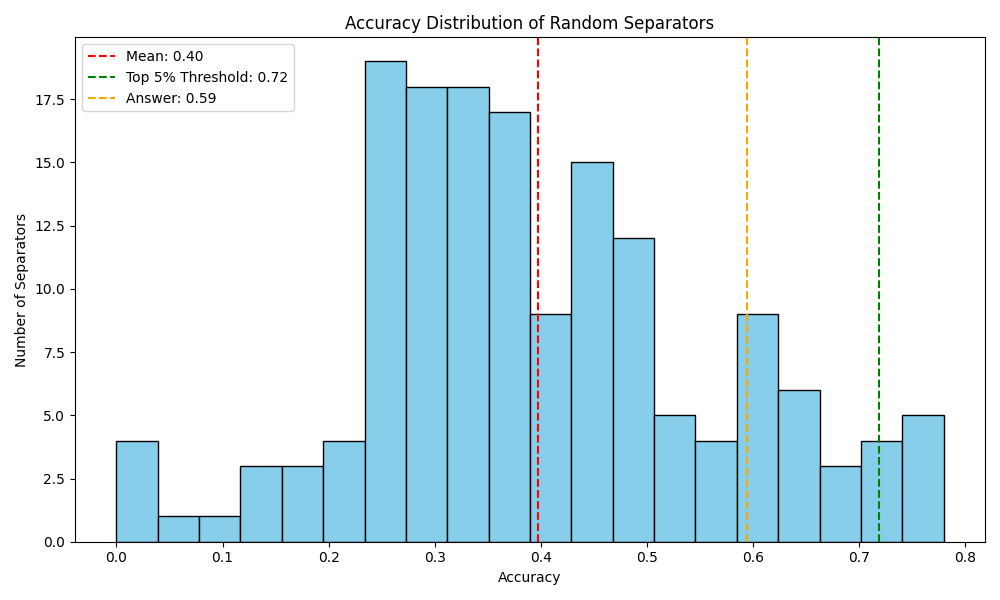 Accuracy Distribution of Random Separators
Mean: 0.40
Top 5% Threshold: 0.72
Answer: 0.59
Number of Separators
17.5
15.0
12.5
10.0
7.5
5.0
2.5
0.0
0.0 0.1 0.2 0.3 0.4 0.5 0.6 0.7 0.8
Accuracy